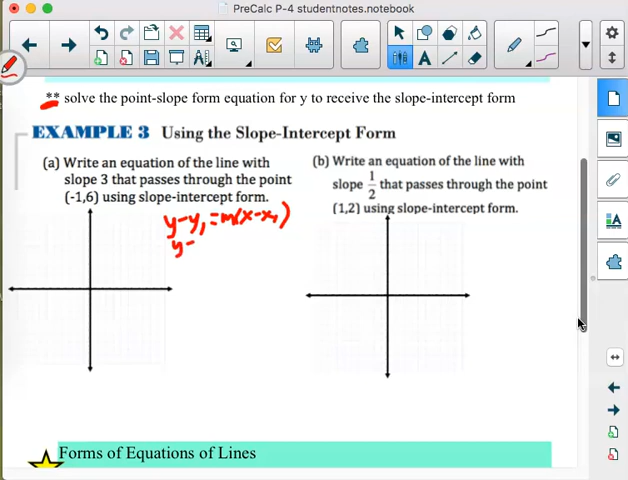 PreCalc P-4 studentnotes.notebook
** solve the point-slope form equation for y to receive the slope-intercept form
EXAMPLE 3 Using the Slope-Intercept Form
(a) Write an equation of the line with
slope 3 that passes through the point
(-1,6) using slope-intercept form.
y-y₁=m(x-x₁)
y-
(b) Write an equation of the line with
slope 1/2 that passes through the point
(1,2) using slope-intercept form.
Forms of Equations of Lines